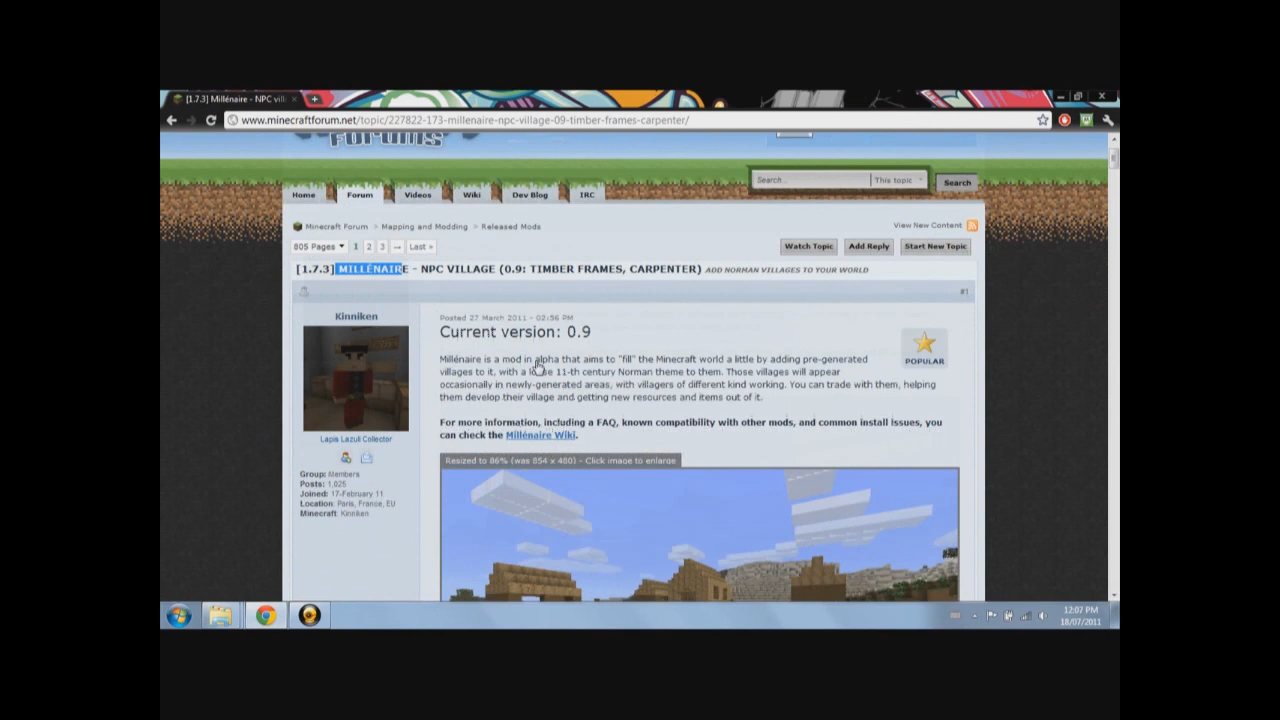 [1.7.3] Millénaire - NPC vill
www.minecraftforum.net/topic/227822-173-millenaire-npc-village-09-timber-frames-carpenter/
FORUMS
Search...
This topic
Search
Home
Forum
Videos
Wiki
Dev Blog
IRC
Minecraft Forum > Mapping and Modding > Released Mods
View New Content
805 Pages 1 2 3 → Last »
Watch Topic
Add Reply
Start New Topic
[1.7.3] MILLÉNAIRE - NPC VILLAGE (0.9: TIMBER FRAMES, CARPENTER) ADD NORMAN VILLAGES TO YOUR WORLD
#1
Kinniken
Lapis Lazuli Collector
Group: Members
Posts: 1,025
Joined: 17-February 11
Location: Paris, France, EU
Minecraft: Kinniken
Posted 27 March 2011 - 02:56 PM
Current version: 0.9
POPULAR
Millénaire is a mod in alpha that aims to "fill" the Minecraft world a little by adding pre-generated
villages to it, with a loose 11-th century Norman theme to them. Those villages will appear
occasionally in newly-generated areas, with villagers of different kind working. You can trade with them, helping
them develop their village and getting new resources and items out of it.
For more information, including a FAQ, known compatibility with other mods, and common install issues, you
can check the Millénaire Wiki.
Resized to 86% (was 854 x 480) - Click image to enlarge
12:07 PM
18/07/2011